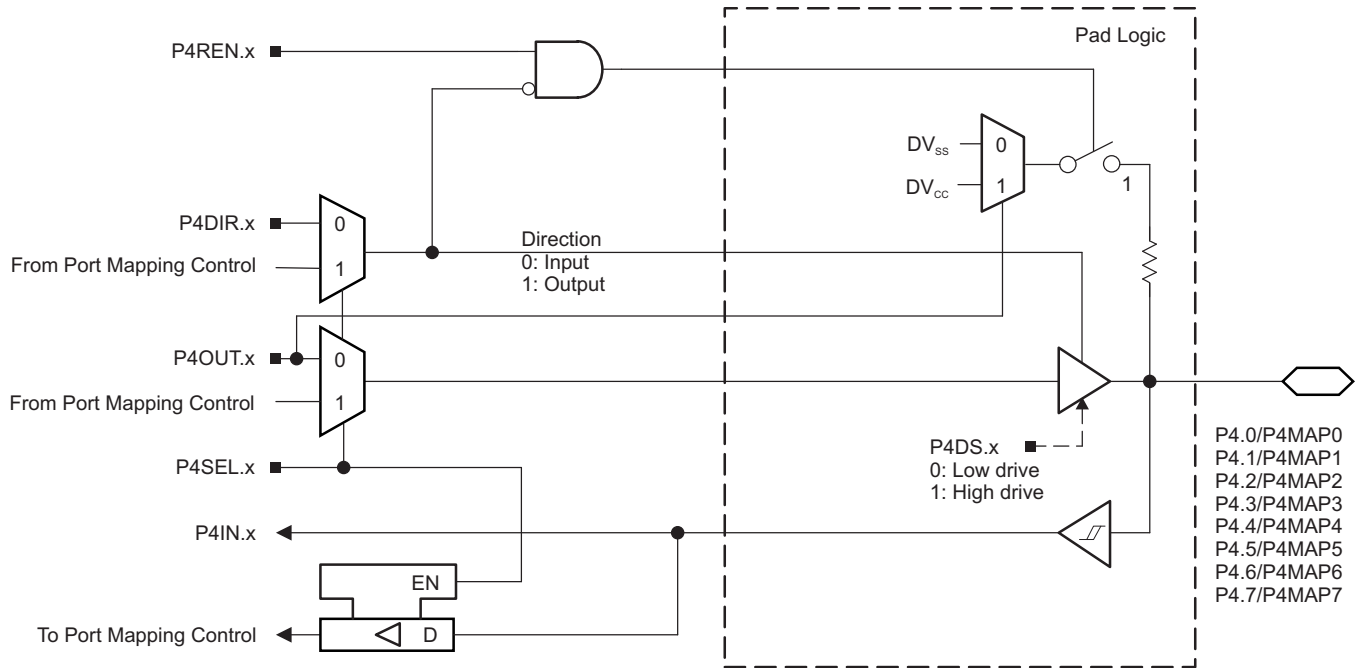 Pad Logic
P4REN.x
DVSS
0
DVCC
1
1
P4DIR.x
0
From Port Mapping Control
1
Direction
0: Input
1: Output
P4OUT.x
0
From Port Mapping Control
1
P4SEL.x
P4DS.x
0: Low drive
1: High drive
P4.0/P4MAP0
P4.1/P4MAP1
P4.2/P4MAP2
P4.3/P4MAP3
P4.4/P4MAP4
P4.5/P4MAP5
P4.6/P4MAP6
P4.7/P4MAP7
P4IN.x
EN
D
To Port Mapping Control